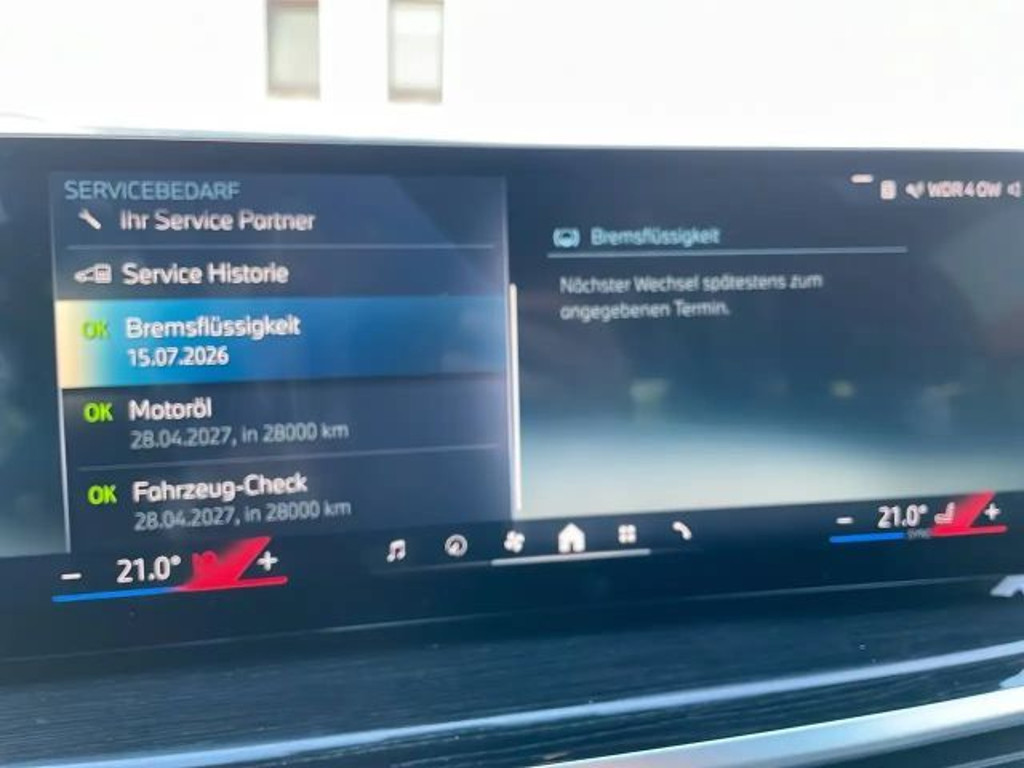 SERVICEBEDARF
Ihr Service Partner
Service Historie
OK Bremsflüssigkeit
15.07.2026
OK Motoröl
28.04.2027, in 28000 km
OK Fahrzeug-Check
28.04.2027, in 28000 km
WDR 4 OW
Bremsflüssigkeit
Nächster Wechsel spätestens zum
angegebenen Termin.
− 21.0° +
− 21.0° +
SYNC